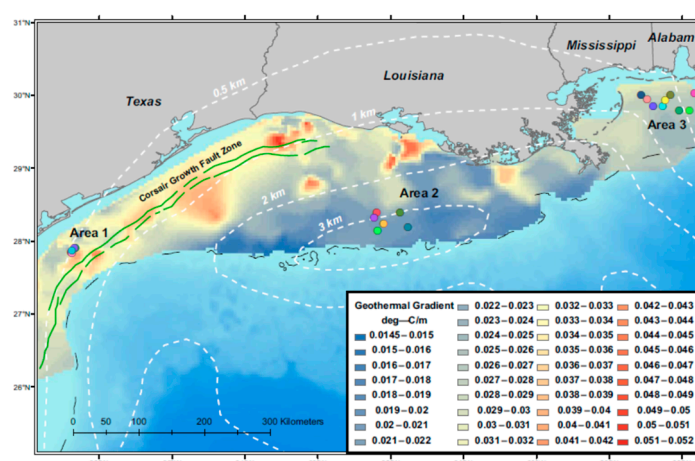 31°N
Mississippi
Alabam
Louisiana
Texas
0.5 km
30°N
1 km
Area 3
Corsair Growth Fault Zone
29°N
2 km
Area 2
3 km
Area 1
28°N
27°N
26°N
Geothermal Gradient
deg—C/m
0.0145–0.015
0.015–0.016
0.016–0.017
0.017–0.018
0.018–0.019
0.019–0.02
0.02–0.021
0.021–0.022
0.022–0.023
0.023–0.024
0.024–0.025
0.025–0.026
0.026–0.027
0.027–0.028
0.028–0.029
0.029–0.03
0.03–0.031
0.031–0.032
0.032–0.033
0.033–0.034
0.034–0.035
0.035–0.036
0.036–0.037
0.037–0.038
0.038–0.039
0.039–0.04
0.04–0.041
0.041–0.042
0.042–0.043
0.043–0.044
0.044–0.045
0.045–0.046
0.046–0.047
0.047–0.048
0.048–0.049
0.049–0.05
0.05–0.051
0.051–0.052
0 50 100 200 300 Kilometers